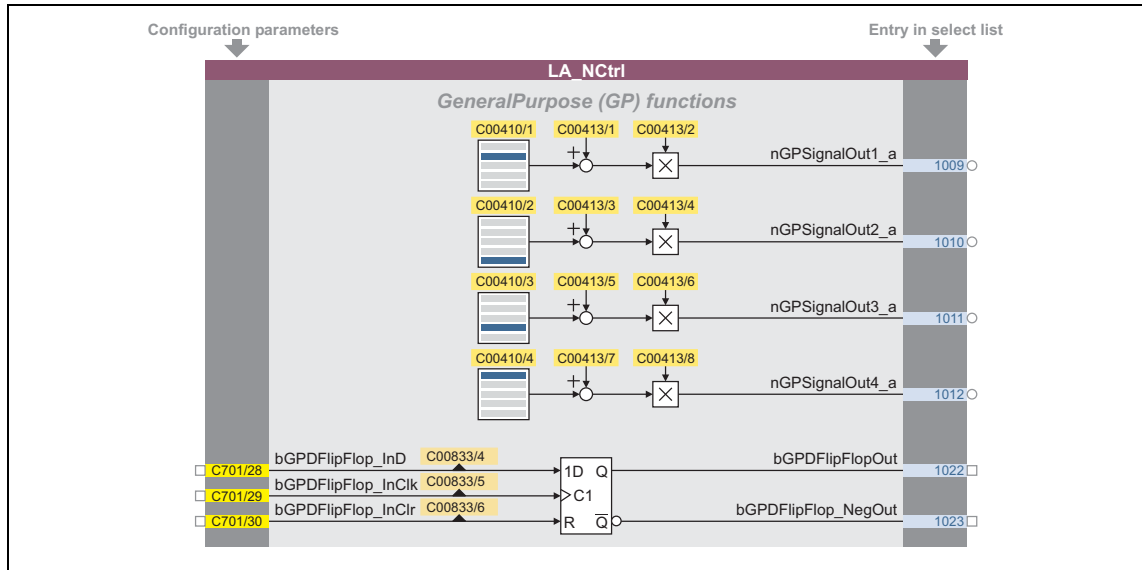 Configuration parameters Entry in select list
LA_NCtrl
GeneralPurpose (GP) functions
C00410/1 C00413/1 C00413/2
+ × nGPSignalOut1_a 1009
C00410/2 C00413/3 C00413/4
+ × nGPSignalOut2_a 1010
C00410/3 C00413/5 C00413/6
+ × nGPSignalOut3_a 1011
C00410/4 C00413/7 C00413/8
+ × nGPSignalOut4_a 1012
C701/28 bGPDFlipFlop_InD C00833/4 1D Q bGPDFlipFlopOut 1022
C701/29 bGPDFlipFlop_InClk C00833/5 C1
C701/30 bGPDFlipFlop_InClr C00833/6 R Q̅ bGPDFlipFlop_NegOut 1023